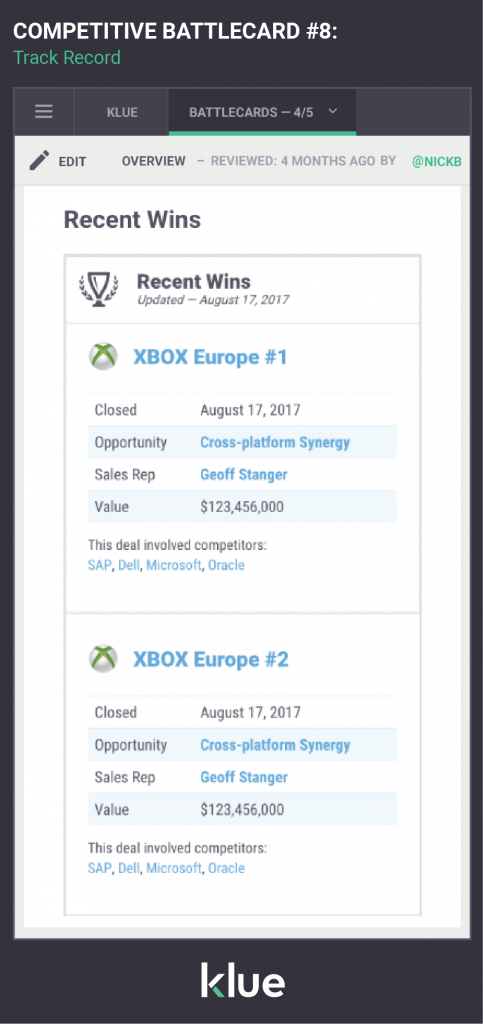 COMPETITIVE BATTLECARD #8:
Track Record
KLUE
BATTLECARDS — 4/5
EDIT
OVERVIEW – REVIEWED: 4 MONTHS AGO BY @NICKB
Recent Wins
Recent Wins
Updated — August 17, 2017
XBOX Europe #1
Closed August 17, 2017
Opportunity Cross-platform Synergy
Sales Rep Geoff Stanger
Value $123,456,000
This deal involved competitors:
SAP, Dell, Microsoft, Oracle
XBOX Europe #2
Closed August 17, 2017
Opportunity Cross-platform Synergy
Sales Rep Geoff Stanger
Value $123,456,000
This deal involved competitors:
SAP, Dell, Microsoft, Oracle
klue